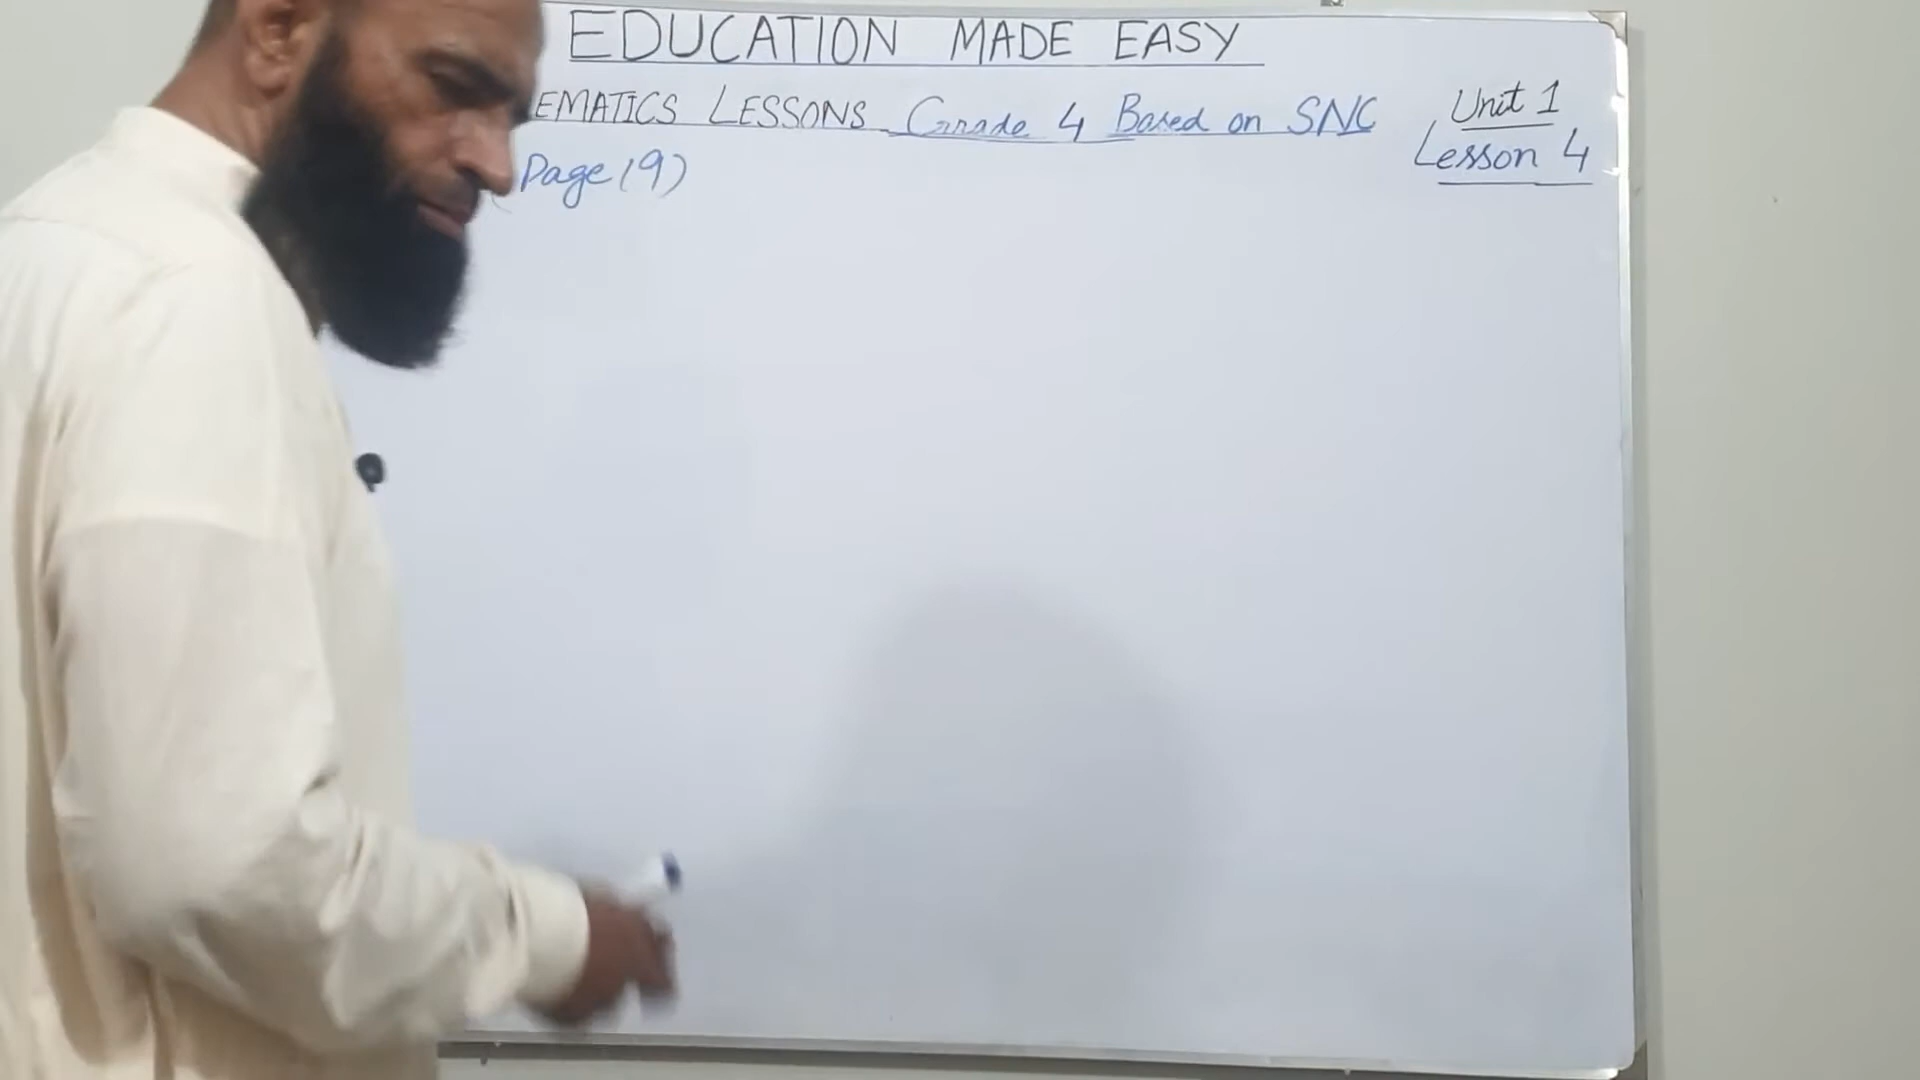 EDUCATION MADE EASY
EMATICS LESSONS Grade 4 Based on SNC
Unit 1
Lesson 4
Page (9)